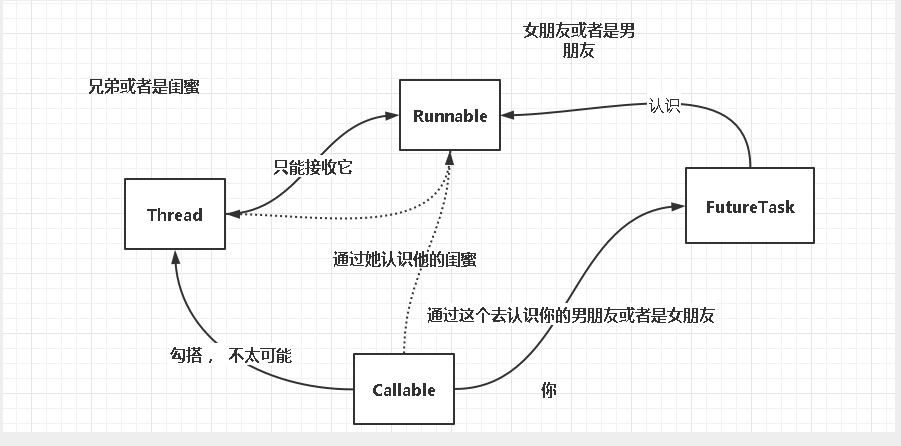 女朋友或者是男
朋友
兄弟或者是闺蜜
Runnable
认识
只能接收它
Thread
FutureTask
通过她认识他的闺蜜
通过这个去认识你的男朋友或者是女朋友
勾搭， 不太可能
Callable
你